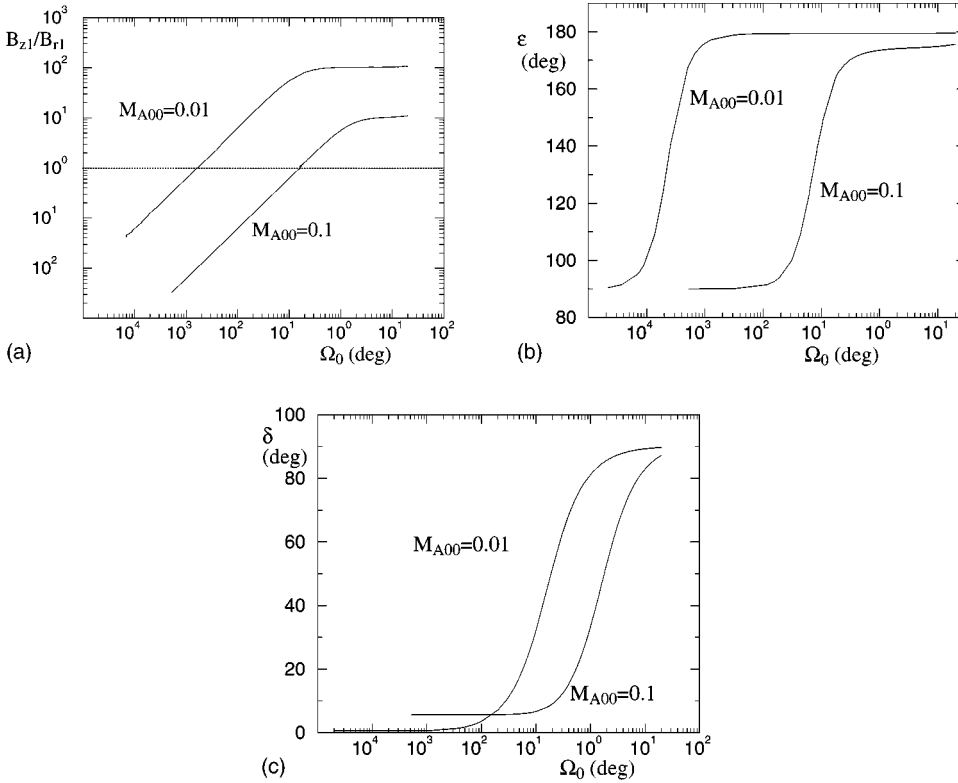 10³
B_z1/B_r1
10²
10¹
10⁰
10¹
10²
M_A00=0.01
M_A00=0.1
10⁴ 10³ 10² 10¹ 10⁰ 10¹ 10²
Ω₀ (deg)
(a)
180
ε
(deg)
160
140
120
100
80
M_A00=0.01
M_A00=0.1
10⁴ 10³ 10² 10¹ 10⁰ 10¹
Ω₀ (deg)
(b)
100
δ
(deg)
80
60
40
20
0
M_A00=0.01
M_A00=0.1
10⁴ 10³ 10² 10¹ 10⁰ 10¹ 10²
Ω₀ (deg)
(c)